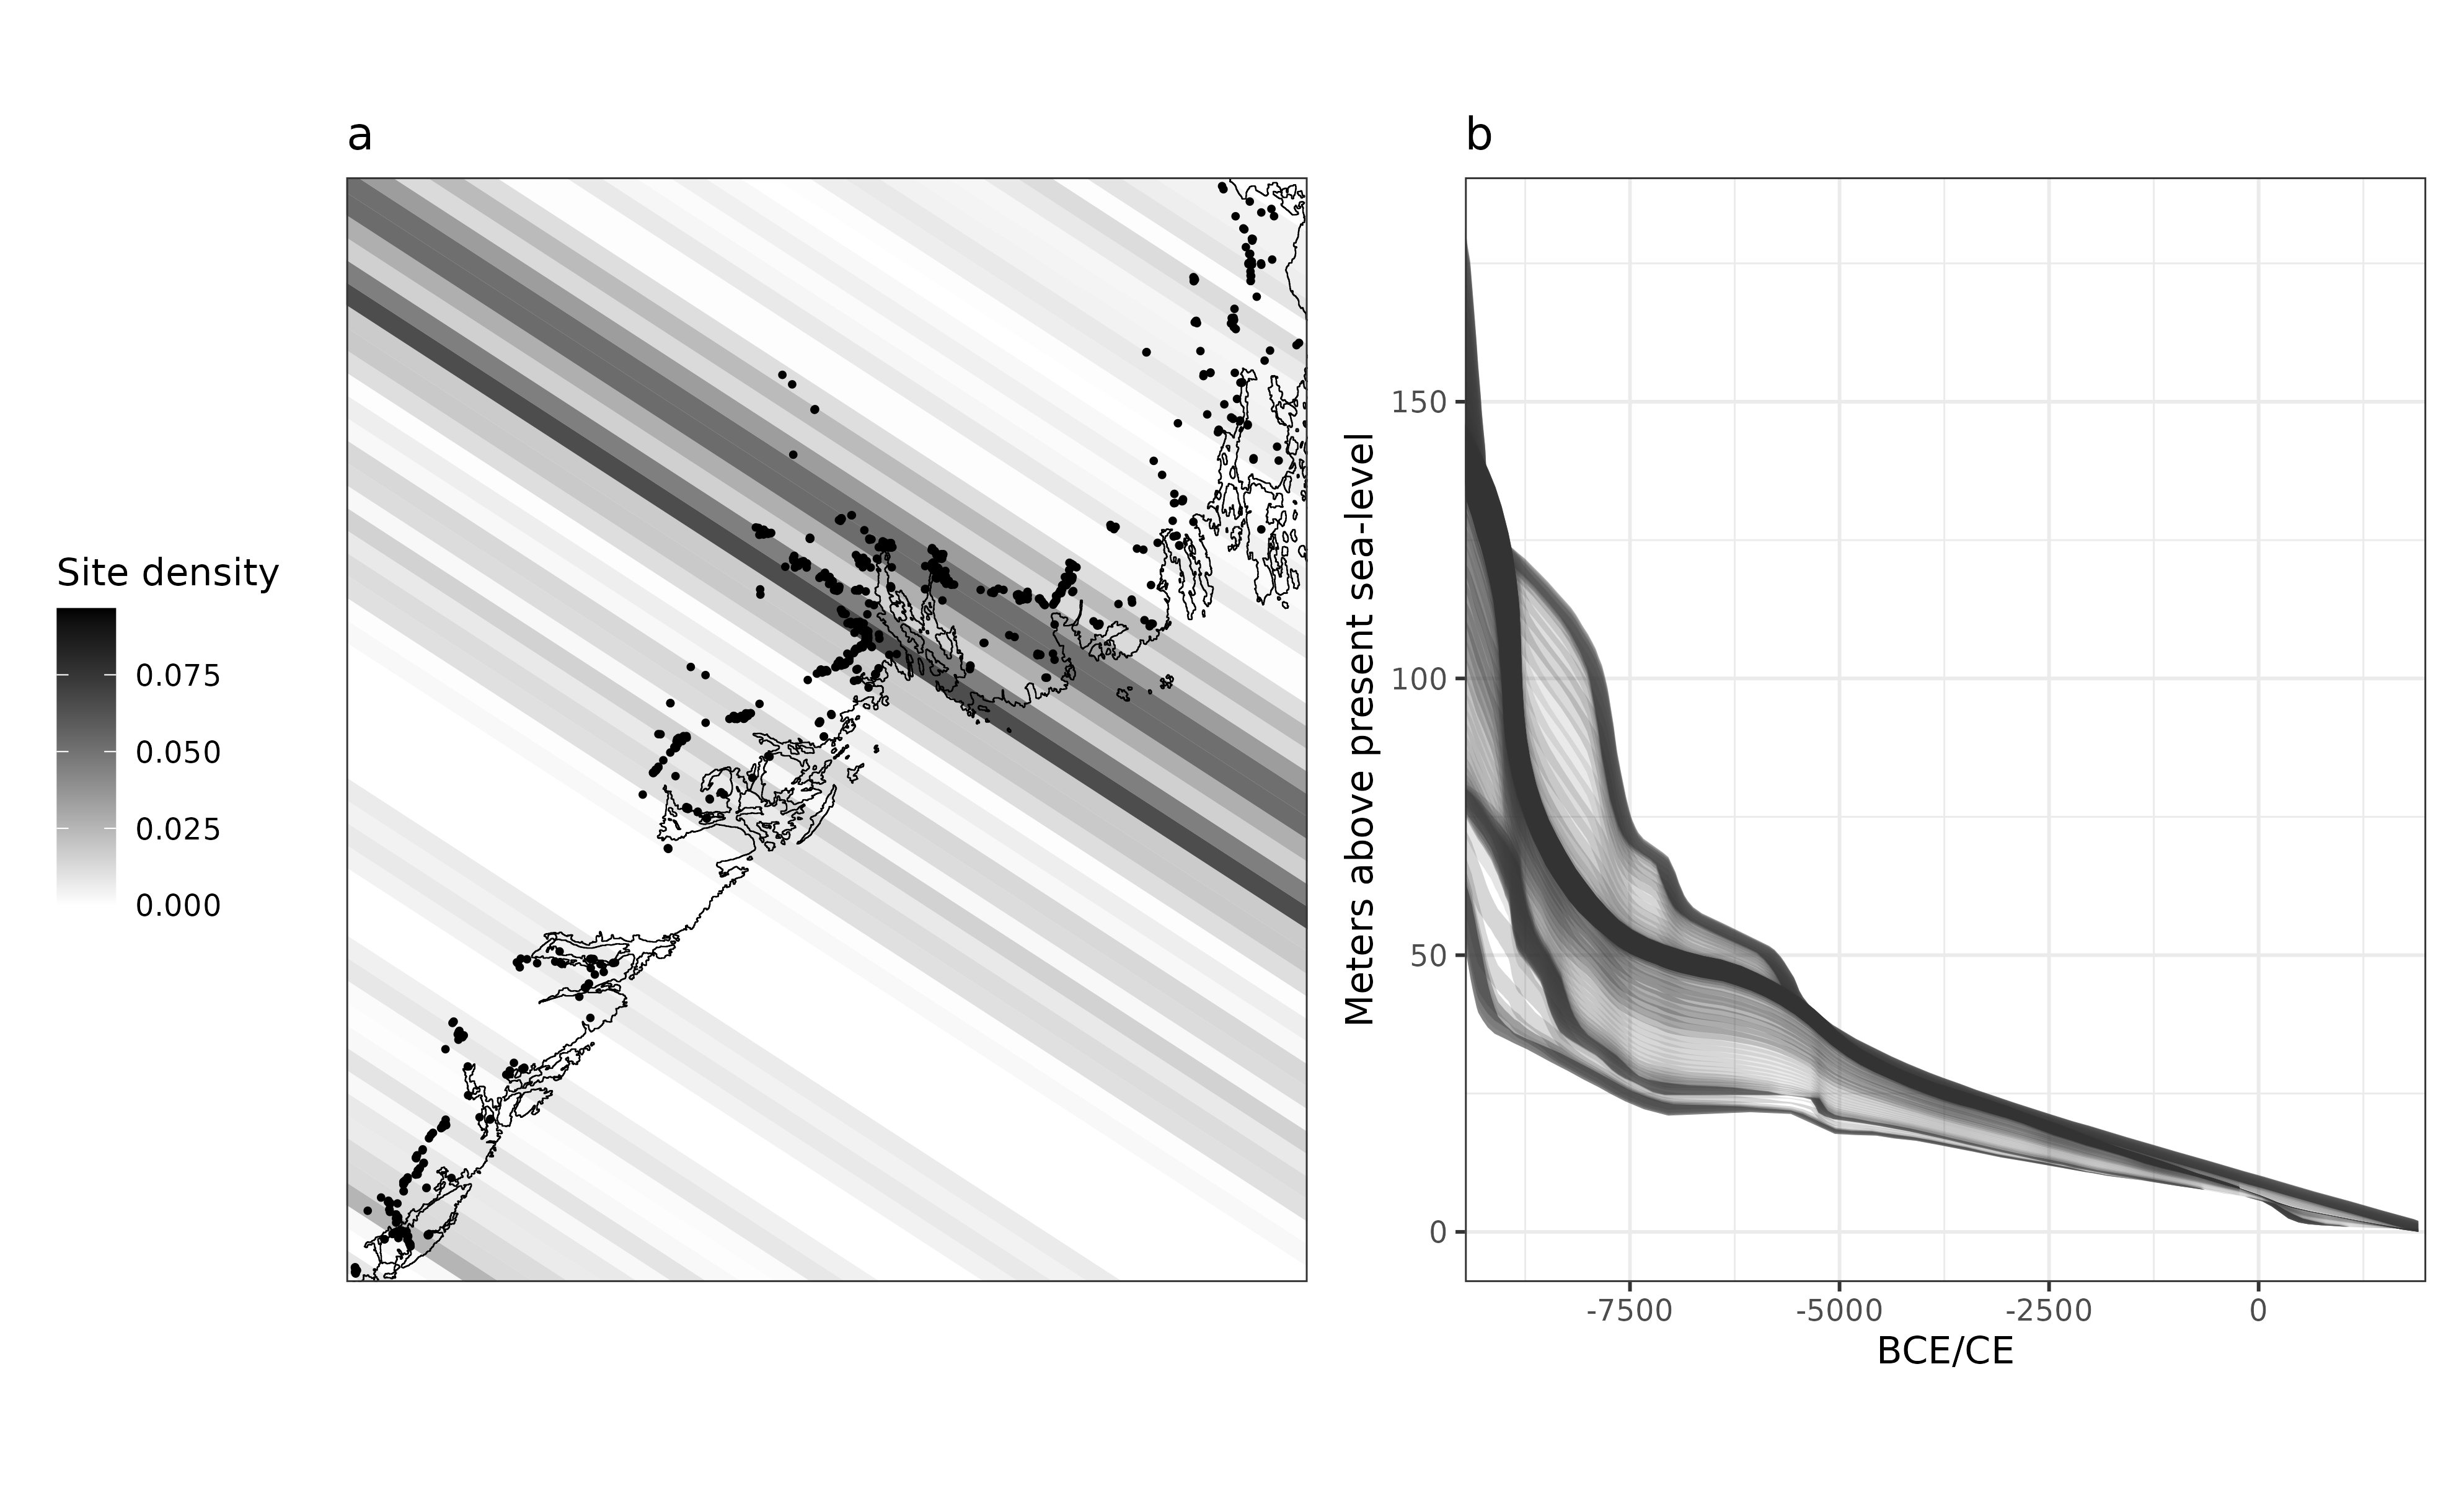 a
Site density
0.075
0.050
0.025
0.000
b
Meters above present sea-level
150
100
50
0
-7500
-5000
-2500
0
BCE/CE